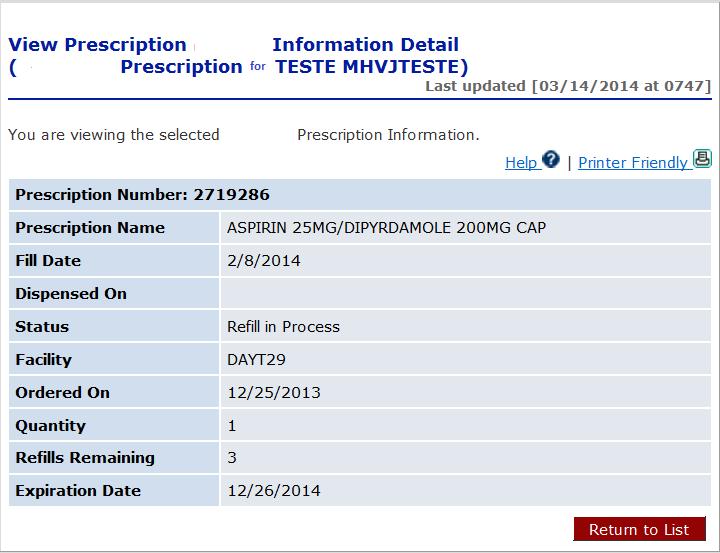 View Prescription Information Detail
( Prescription for TESTE MHVJTESTE)
Last updated [03/14/2014 at 0747]
You are viewing the selected Prescription Information.
Help ? | Printer Friendly
Prescription Number: 2719286
Prescription Name ASPIRIN 25MG/DIPYRDAMOLE 200MG CAP
Fill Date 2/8/2014
Dispensed On
Status Refill in Process
Facility DAYT29
Ordered On 12/25/2013
Quantity 1
Refills Remaining 3
Expiration Date 12/26/2014
Return to List